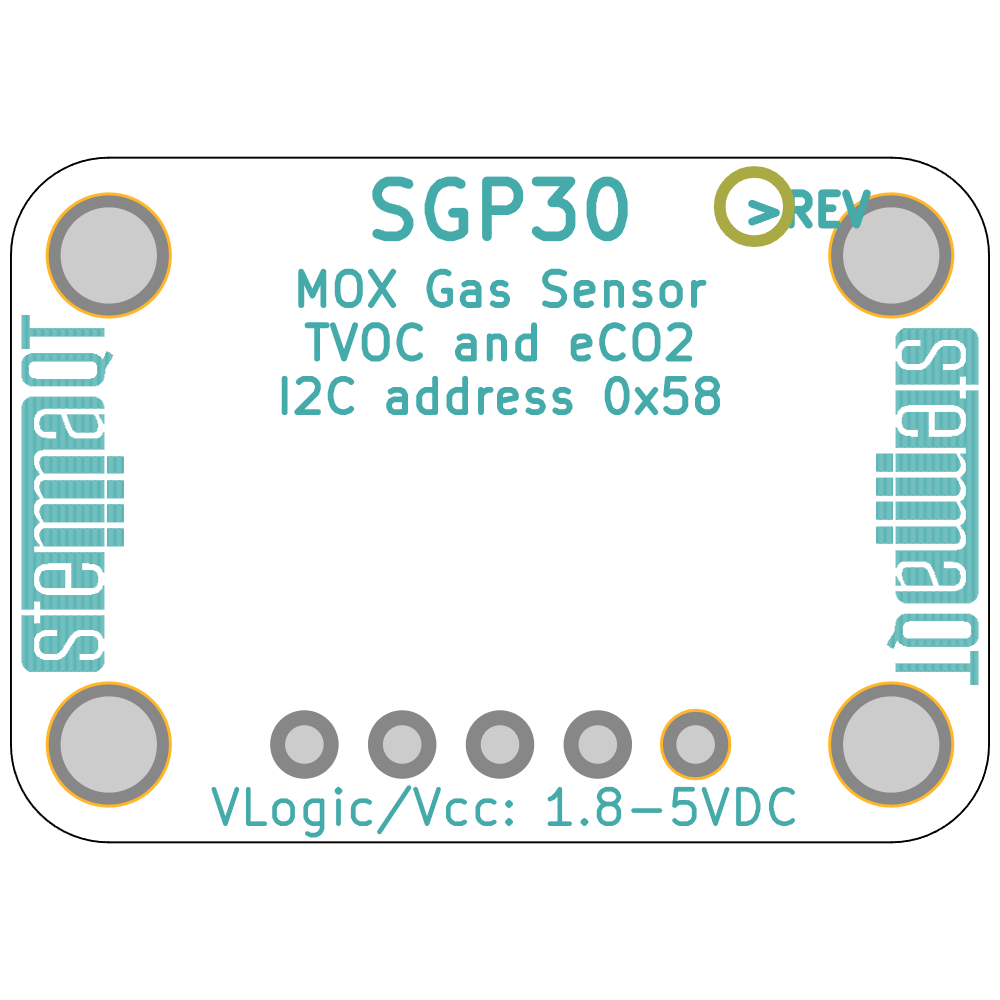 SGP30
>REV
MOX Gas Sensor
TVOC and eCO2
I2C address 0x58
stemmaQT
stemmaQT
VLogic/Vcc: 1.8-5VDC